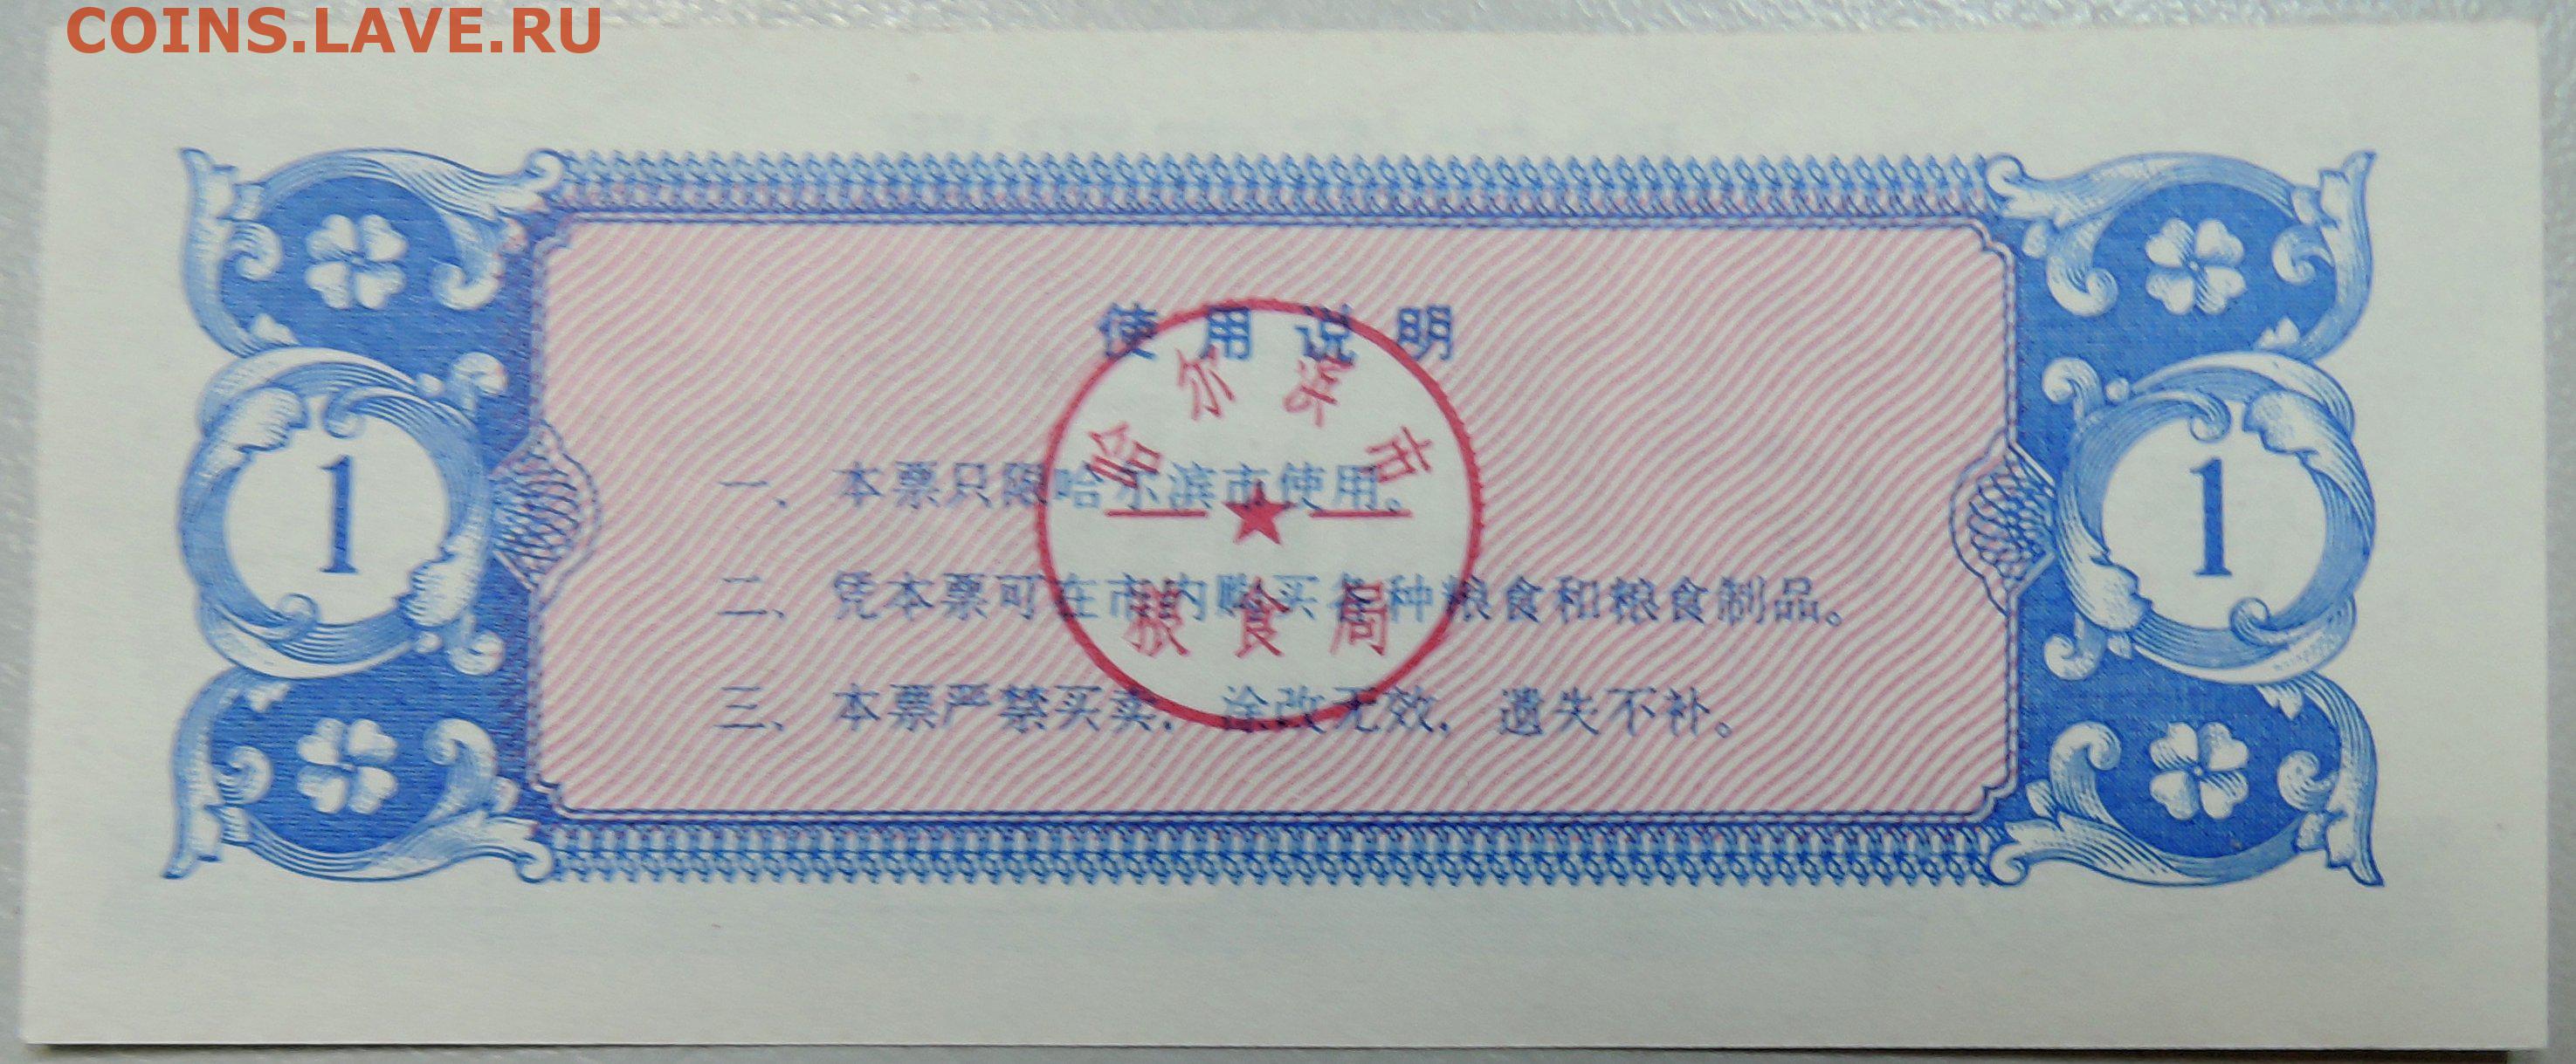 COINS.LAVE.RU
使用说明
哈尔滨市
一、本票只限哈尔滨市使用。
1 1
二、凭本票可在市内购买各种粮食和粮食制品。
粮食局
三、本票严禁买卖，涂改无效，遗失不补。